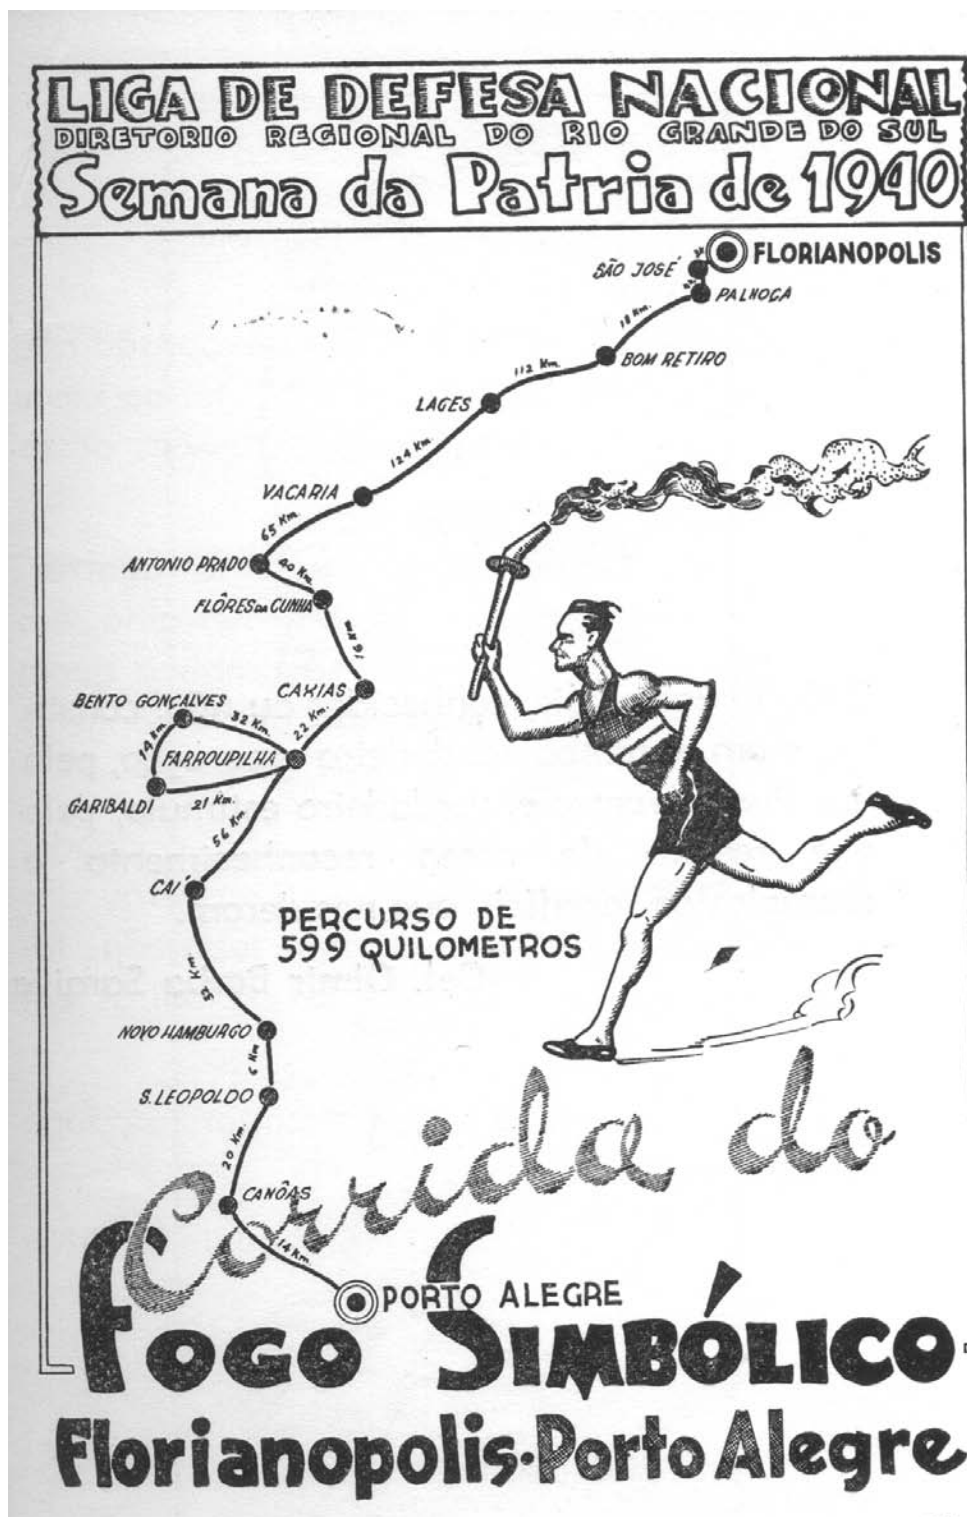 LIGA DE DEFESA NACIONAL
DIRETORIO REGIONAL DO RIO GRANDE DO SUL
Semana da Patria de 1940
FLORIANOPOLIS
SÃO JOSÉ
PALHOÇA
18 Km.
BOM RETIRO
112 Km.
LAGES
124 Km.
VACARIA
65 Km.
ANTONIO PRADO
40 Km.
FLÔRES DA CUNHA
16 Km
CAXIAS
BENTO GONÇALVES
32 Km.
22 Km.
14 Km.
FARROUPILHA
GARIBALDI
21 Km.
56 Km
CAÍ
PERCURSO DE
599 QUILOMETROS
Km.
NOVO HAMBURGO
6 Km
S. LEOPOLDO
20 Km.
CANÔAS
14 Km.
PORTO ALEGRE
Corrida do
FOGO SIMBÓLICO
Florianopolis-Porto Alegre